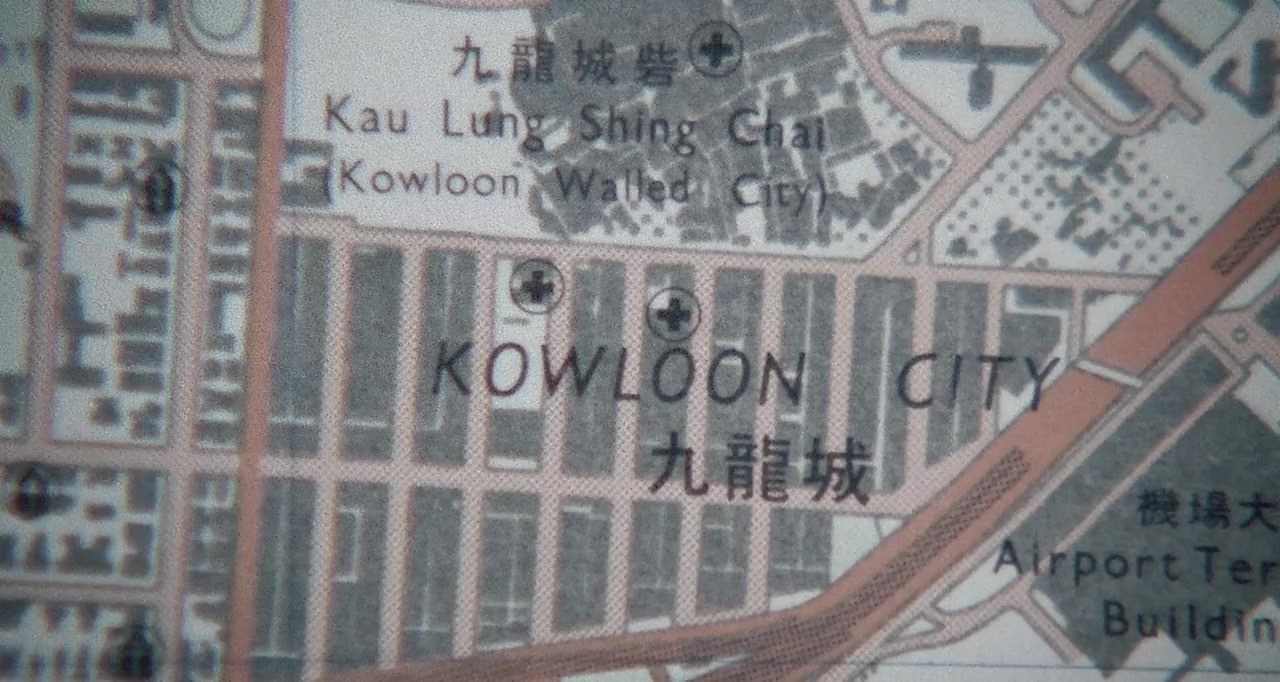 九龍城砦
Kau Lung Shing Chai
(Kowloon Walled City)
KOWLOON CITY
九龍城
機場大
Airport Ter
Buildin